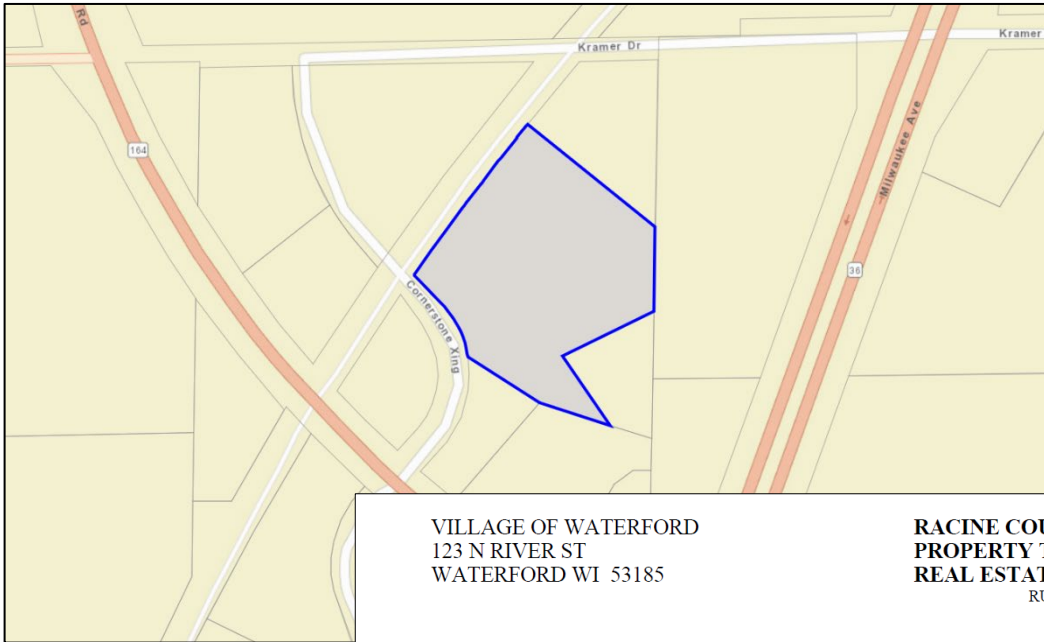 Rd
Kramer Dr
Kramer
164
Milwaukee Ave
36
Cornerstone Xing
VILLAGE OF WATERFORD
123 N RIVER ST
WATERFORD WI 53185
RACINE COU
PROPERTY T
REAL ESTAT
RU